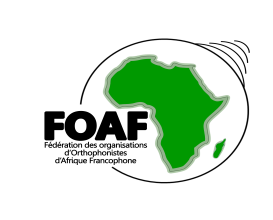 FOAF
Fédération des organisations
d'Orthophonistes
d'Afrique Francophone